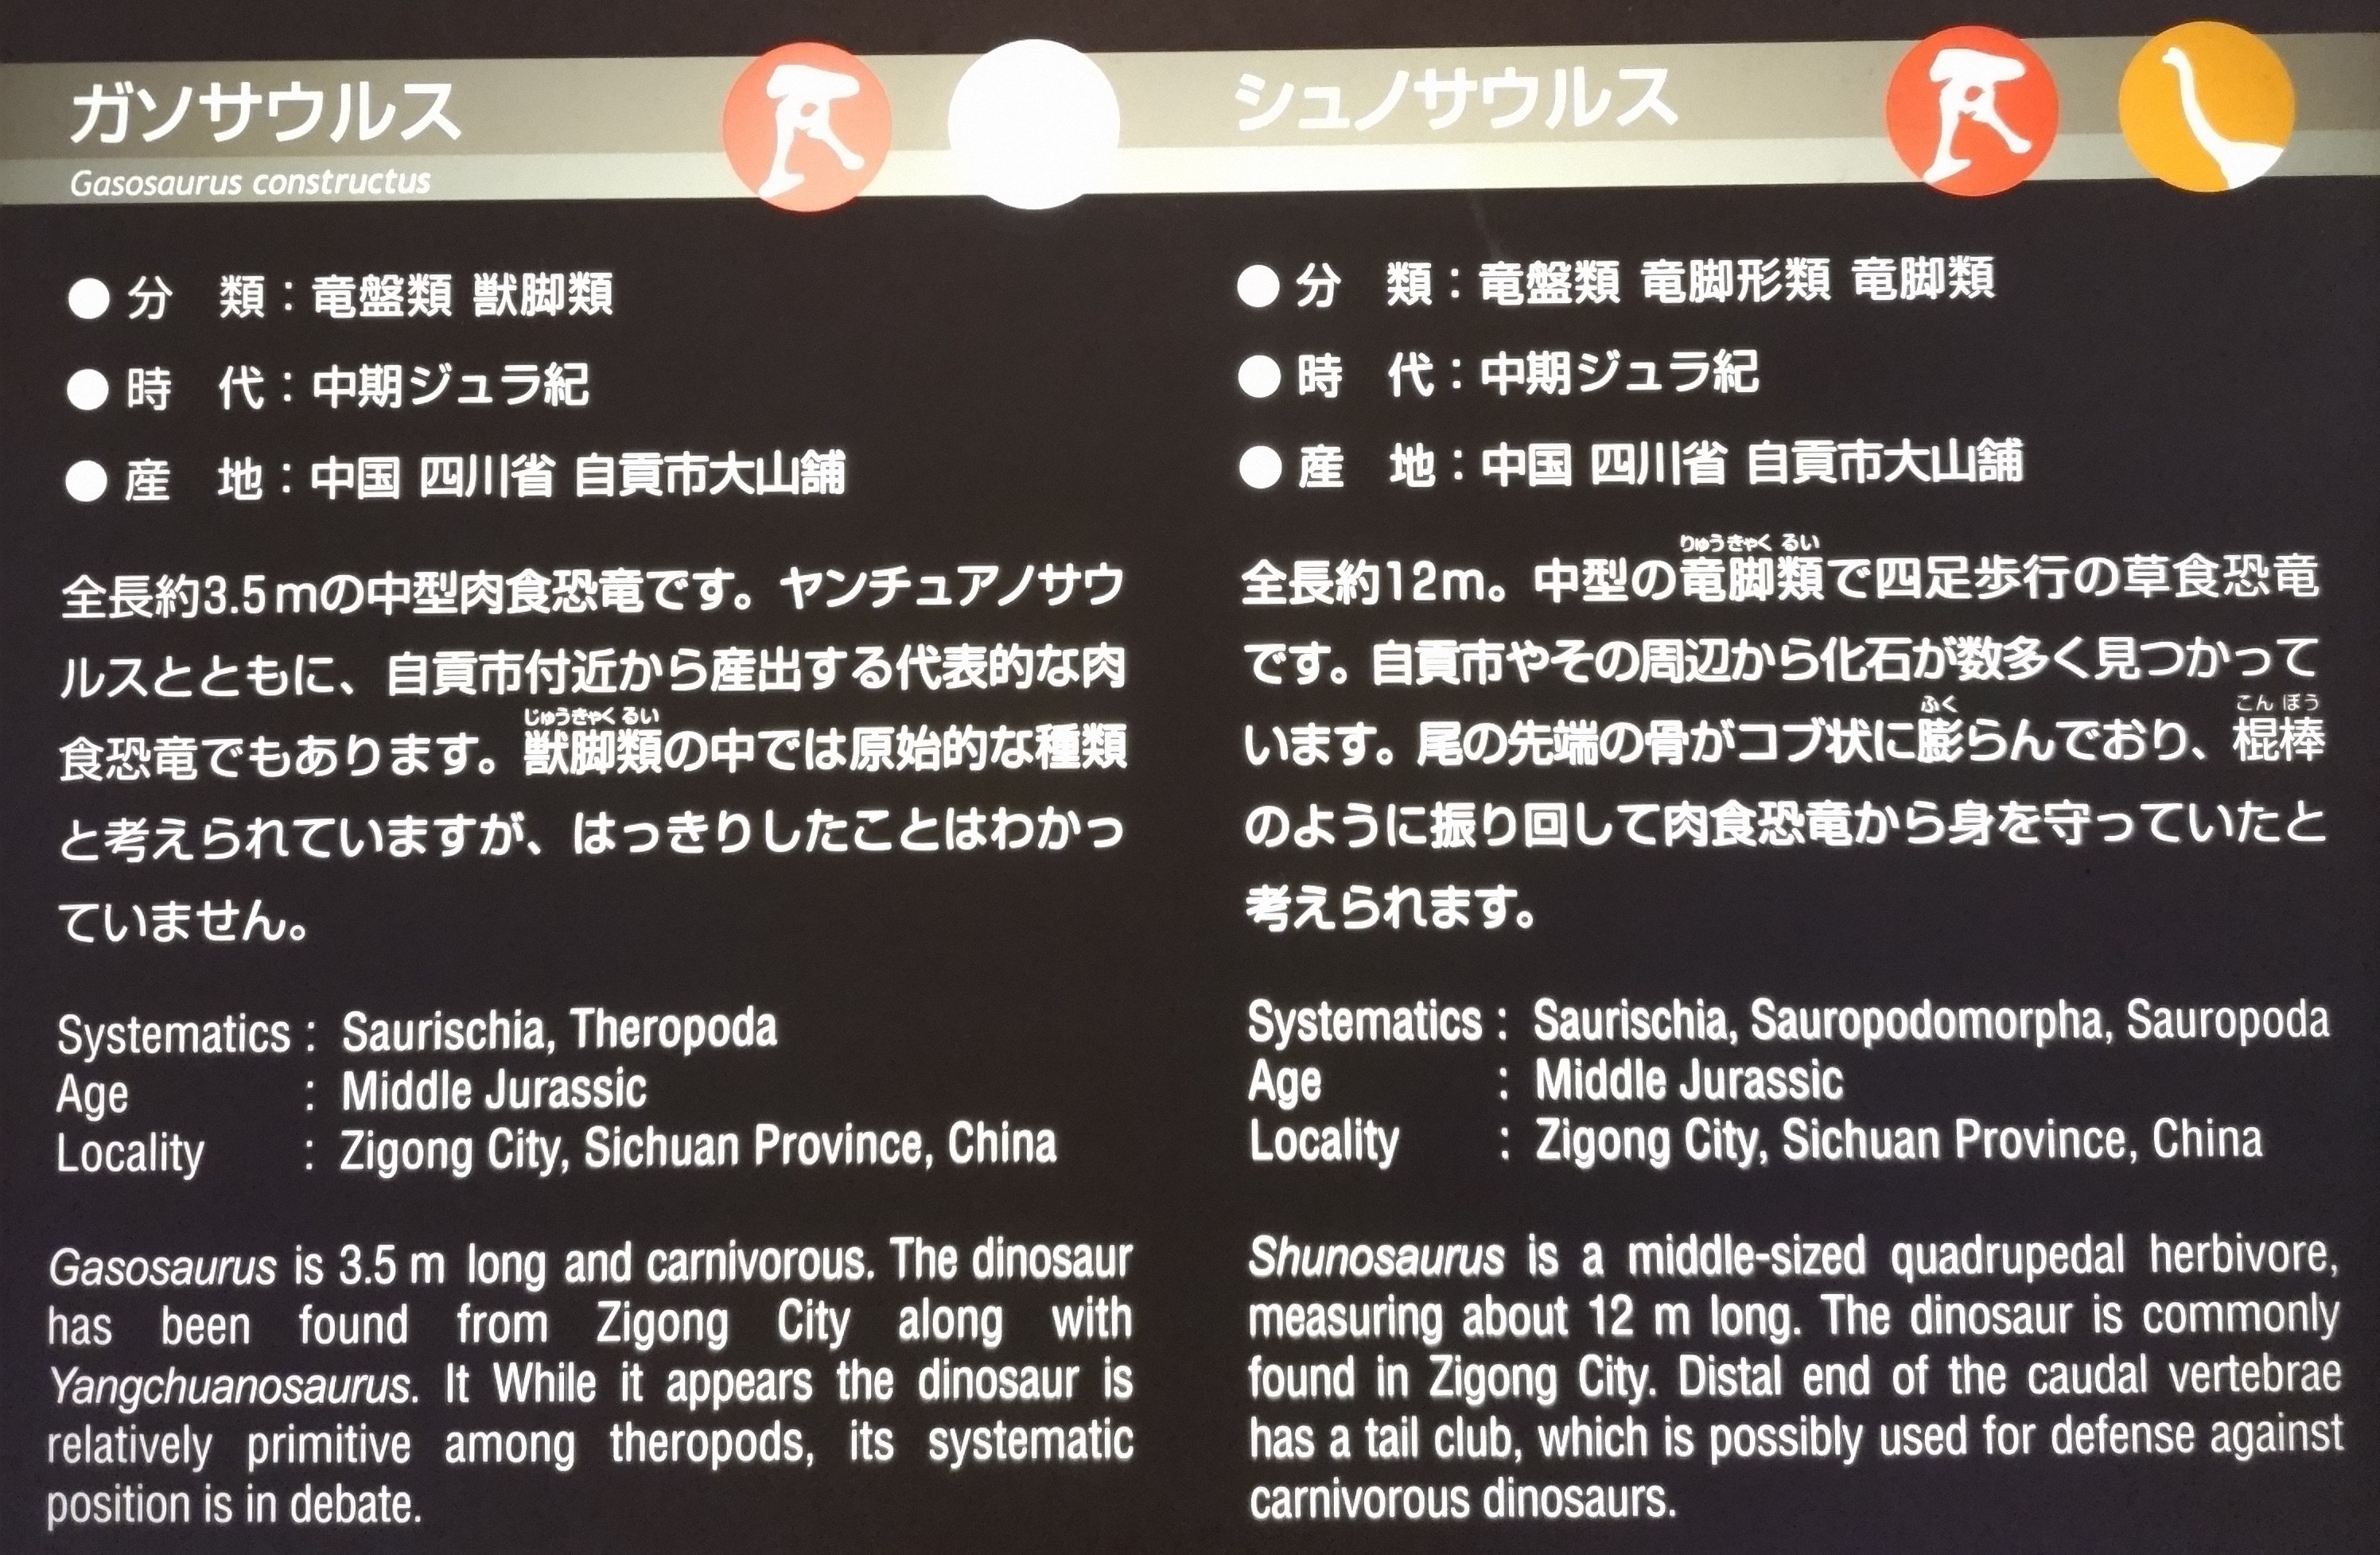 ガソサウルス
Gasosaurus constructus
●分　類：竜盤類 獣脚類
●時　代：中期ジュラ紀
●産　地：中国 四川省 自貢市大山舗
全長約3.5mの中型肉食恐竜です。ヤンチュアノサウ
ルスとともに、自貢市付近から産出する代表的な肉
じゅうきゃく るい
食恐竜でもあります。獣脚類の中では原始的な種類
と考えられていますが、はっきりしたことはわかっ
ていません。
Systematics : Saurischia, Theropoda
Age : Middle Jurassic
Locality : Zigong City, Sichuan Province, China
Gasosaurus is 3.5 m long and carnivorous. The dinosaur
has been found from Zigong City along with
Yangchuanosaurus. It While it appears the dinosaur is
relatively primitive among theropods, its systematic
position is in debate.
シュノサウルス
●分　類：竜盤類 竜脚形類 竜脚類
●時　代：中期ジュラ紀
●産　地：中国 四川省 自貢市大山舗
りゅうきゃく るい
全長約12m。中型の竜脚類で四足歩行の草食恐竜
です。自貢市やその周辺から化石が数多く見つかって
ふく こん ぼう
います。尾の先端の骨がコブ状に膨らんでおり、棍棒
のように振り回して肉食恐竜から身を守っていたと
考えられます。
Systematics : Saurischia, Sauropodomorpha, Sauropoda
Age : Middle Jurassic
Locality : Zigong City, Sichuan Province, China
Shunosaurus is a middle-sized quadrupedal herbivore,
measuring about 12 m long. The dinosaur is commonly
found in Zigong City. Distal end of the caudal vertebrae
has a tail club, which is possibly used for defense against
carnivorous dinosaurs.